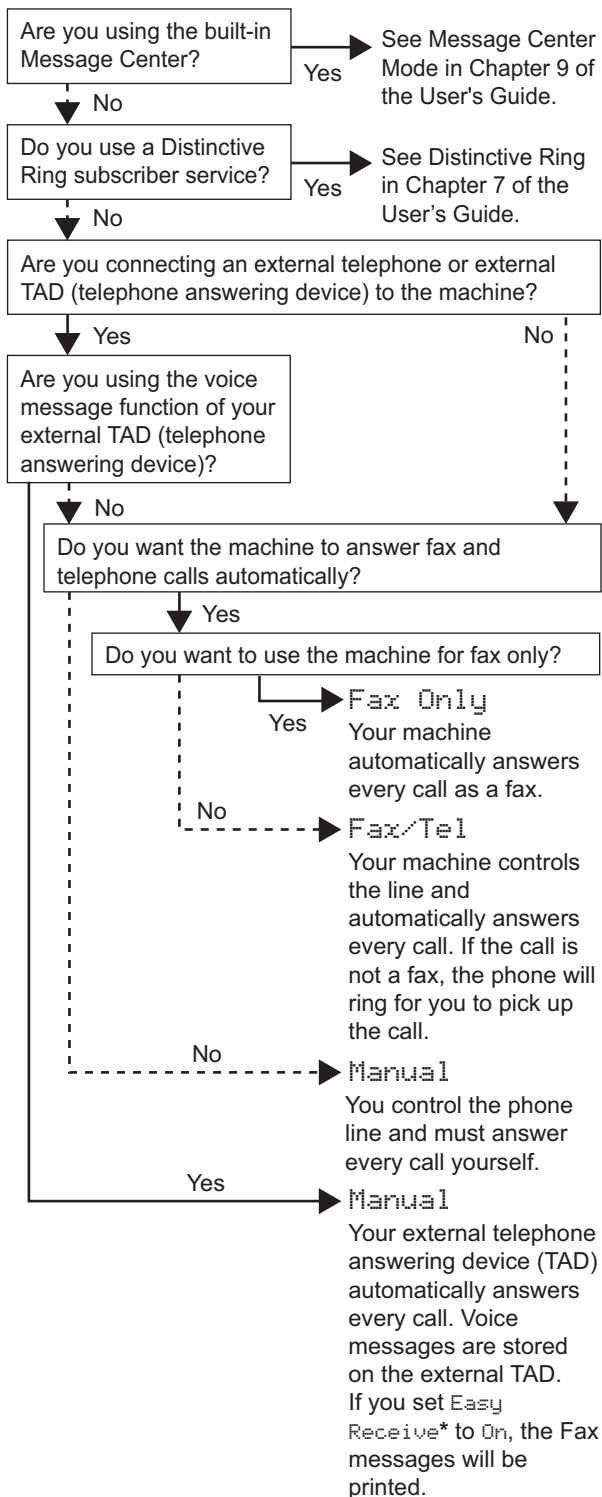 Are you using the built-in
Message Center?
Yes
See Message Center
Mode in Chapter 9 of
the User's Guide.
No
Do you use a Distinctive
Ring subscriber service?
Yes
See Distinctive Ring
in Chapter 7 of the
User’s Guide.
No
Are you connecting an external telephone or external
TAD (telephone answering device) to the machine?
Yes
No
Are you using the voice
message function of your
external TAD (telephone
answering device)?
No
Do you want the machine to answer fax and
telephone calls automatically?
Yes
Do you want to use the machine for fax only?
Yes
Fax Only
Your machine
automatically answers
every call as a fax.
No
Fax/Tel
Your machine controls
the line and
automatically answers
every call. If the call is
not a fax, the phone will
ring for you to pick up
the call.
No
Manual
You control the phone
line and must answer
every call yourself.
Yes
Manual
Your external telephone
answering device (TAD)
automatically answers
every call. Voice
messages are stored
on the external TAD.
If you set Easy
Receive* to On, the Fax
messages will be
printed.